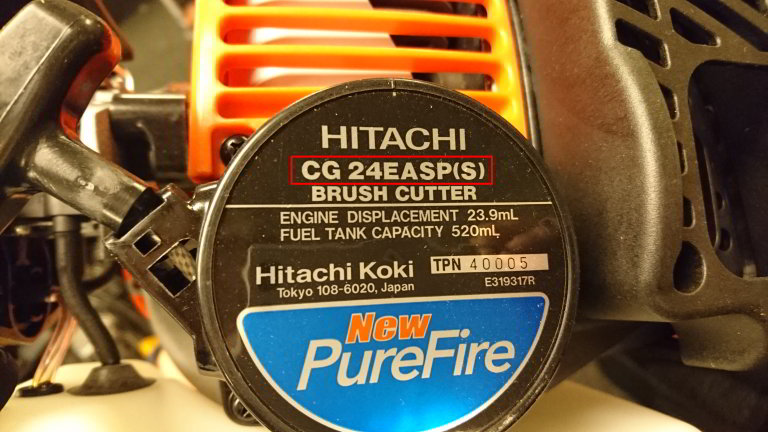 HITACHI
CG 24EASP(S)
BRUSH CUTTER
ENGINE DISPLACEMENT 23.9mL
FUEL TANK CAPACITY 520mL
Hitachi Koki TPN 40005
Tokyo 108-6020, Japan E319317R
New
PureFire